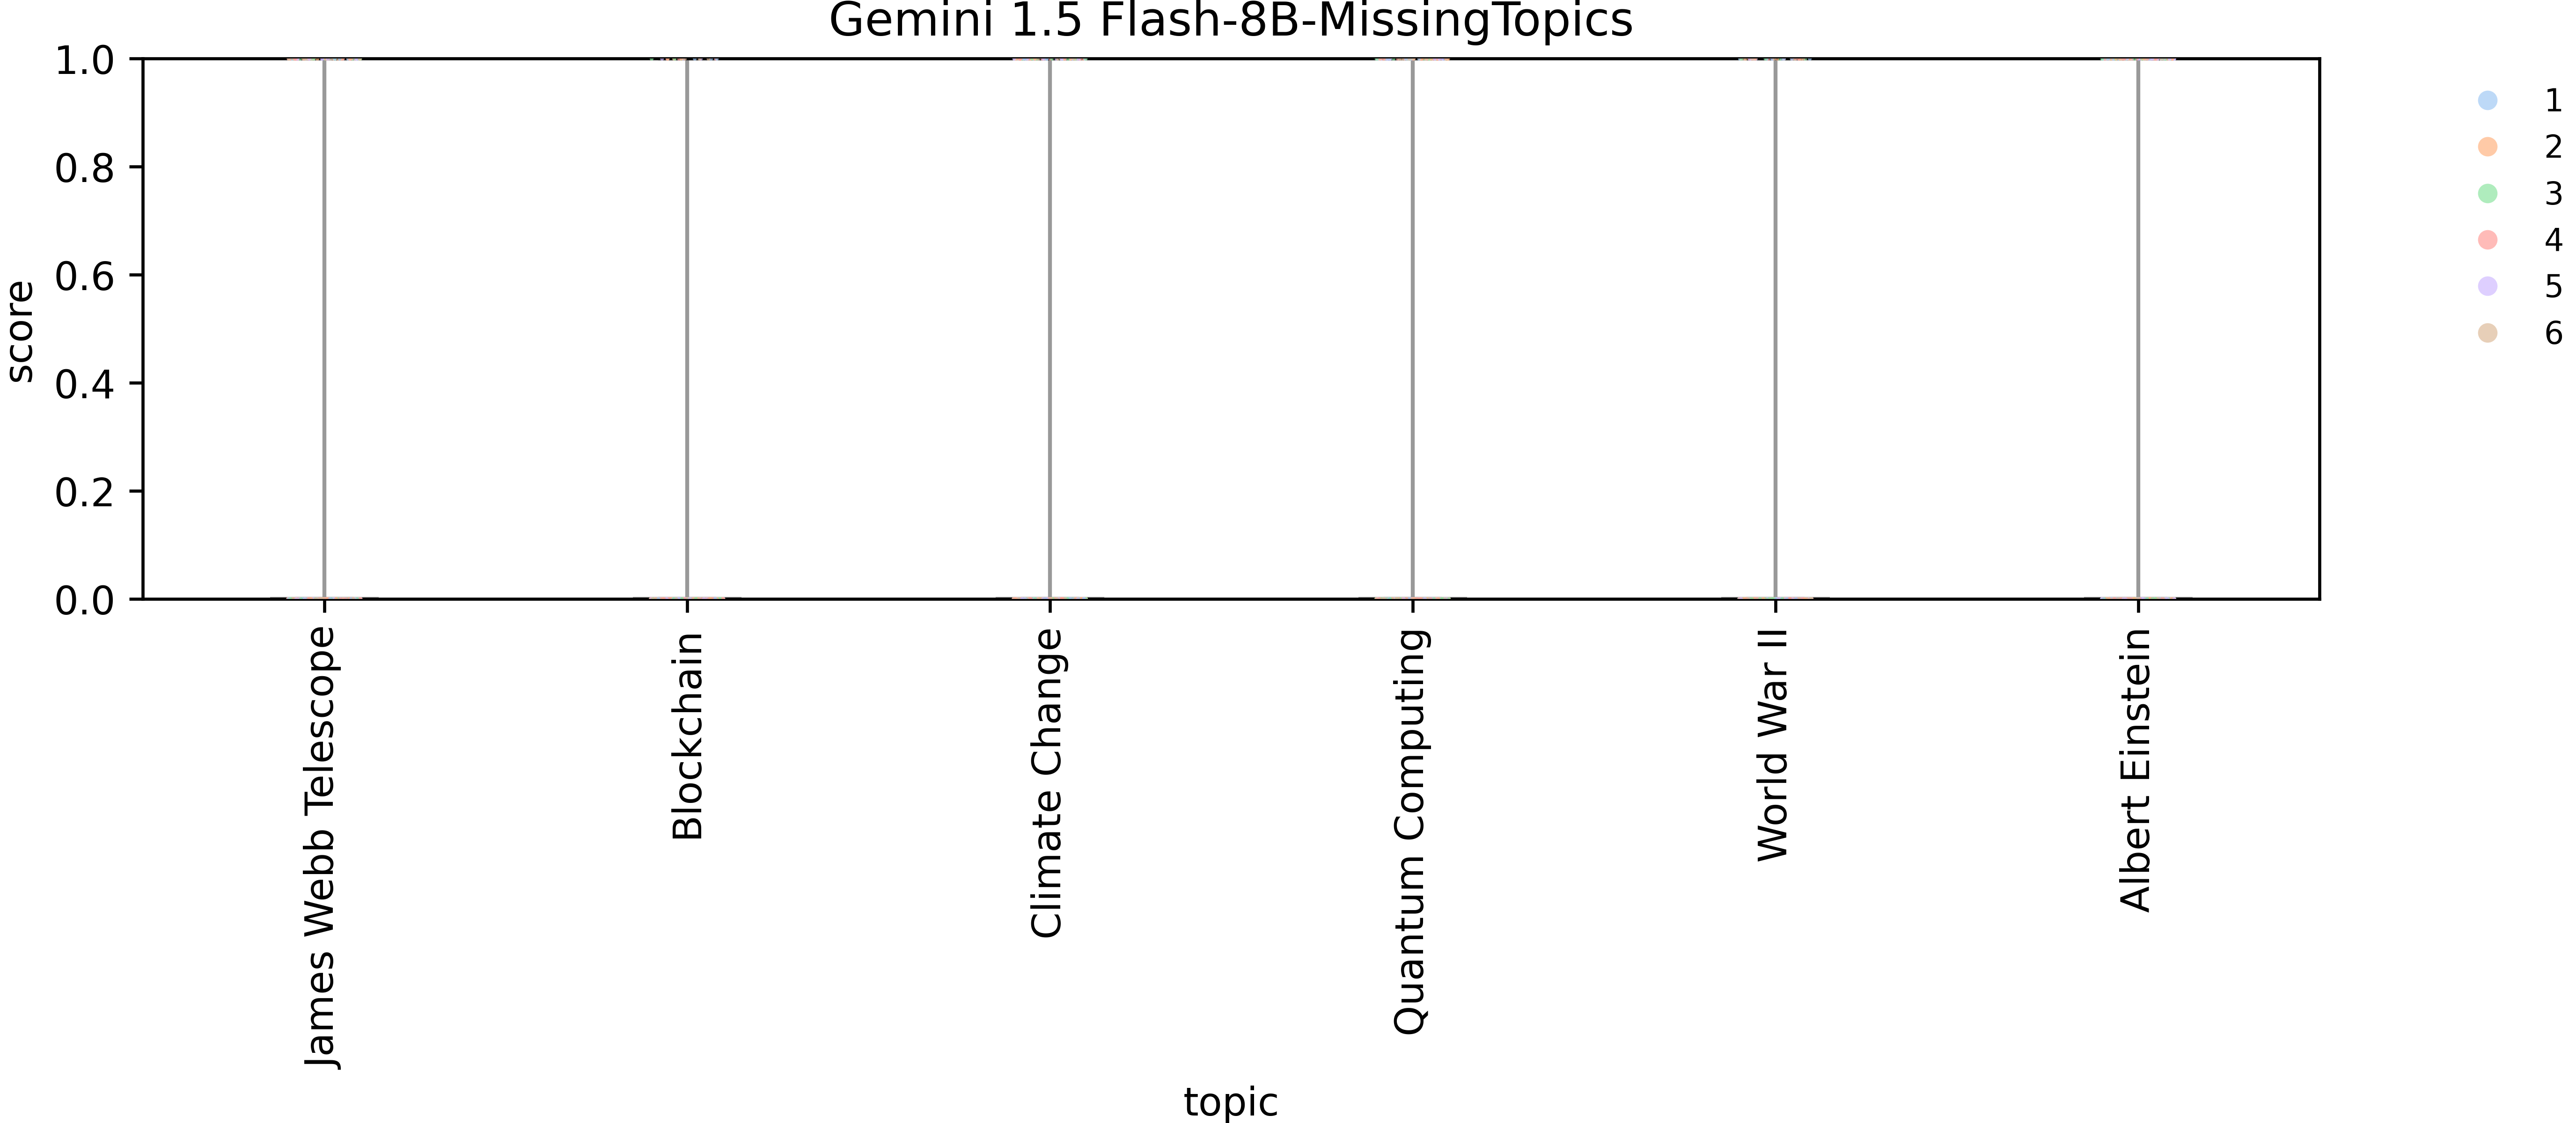 Gemini 1.5 Flash-8B-MissingTopics
1.0
0.8
0.6
0.4
0.2
0.0
score
James Webb Telescope
Blockchain
Climate Change
Quantum Computing
World War II
Albert Einstein
topic
1
2
3
4
5
6